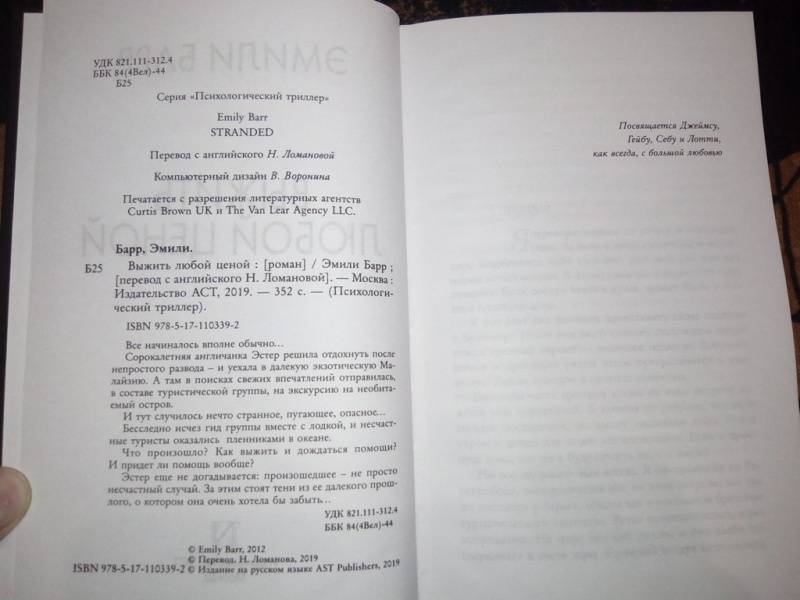 УДК 821.111-312.4
ББК 84(4Вел)-44
Б25
Серия «Психологический триллер»
Emily Barr
STRANDED
Перевод с английского Н. Ломановой
Компьютерный дизайн В. Воронина
Печатается с разрешения литературных агентств
Curtis Brown UK и The Van Lear Agency LLC.
Барр, Эмили.
Б25 Выжить любой ценой : [роман] / Эмили Барр ;
[перевод с английского Н. Ломановой]. — Москва :
Издательство АСТ, 2019. — 352 с. — (Психологи-
ческий триллер).
ISBN 978-5-17-110339-2
Все начиналось вполне обычно...
Сорокалетняя англичанка Эстер решила отдохнуть после
непростого развода – и уехала в далекую экзотическую Ма-
лайзию. А там в поисках свежих впечатлений отправилась,
в составе туристической группы, на экскурсию на необита-
емый остров.
И тут случилось нечто странное, пугающее, опасное...
Бесследно исчез гид группы вместе с лодкой, и несчаст-
ные туристы оказались пленниками в океане.
Что произошло? Как выжить и дождаться помощи?
И придет ли помощь вообще?
Эстер еще не догадывается: произошедшее – не просто
несчастный случай. За этим стоят тени из ее далекого прош-
лого, о котором она очень хотела бы забыть...
УДК 821.111-312.4
ББК 84(4Вел)-44
© Emily Barr, 2012
© Перевод. Н. Ломанова, 2019
ISBN 978-5-17-110339-2 © Издание на русском языке AST Publishers, 2019
Посвящается Джеймсу,
Гейбу, Себу и Лотти,
как всегда, с большой любовью